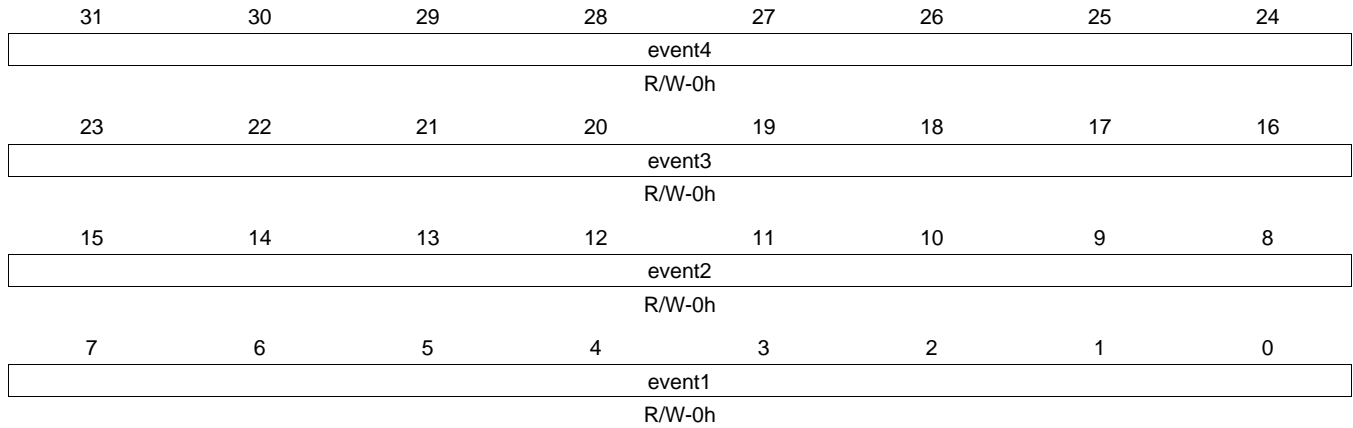 31 30 29 28 27 26 25 24
event4
R/W-0h
23 22 21 20 19 18 17 16
event3
R/W-0h
15 14 13 12 11 10 9 8
event2
R/W-0h
7 6 5 4 3 2 1 0
event1
R/W-0h